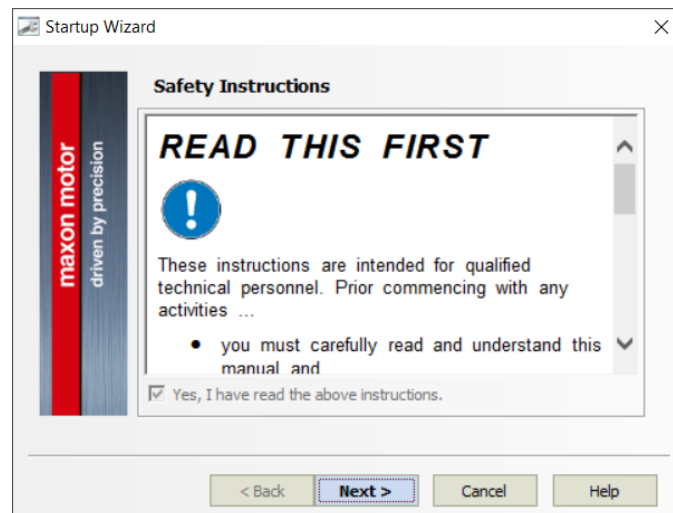 Startup Wizard
maxon motor
driven by precision
Safety Instructions
READ THIS FIRST
These instructions are intended for qualified
technical personnel. Prior commencing with any
activities ...
• you must carefully read and understand this
manual and
Yes, I have read the above instructions.
< Back
Next >
Cancel
Help